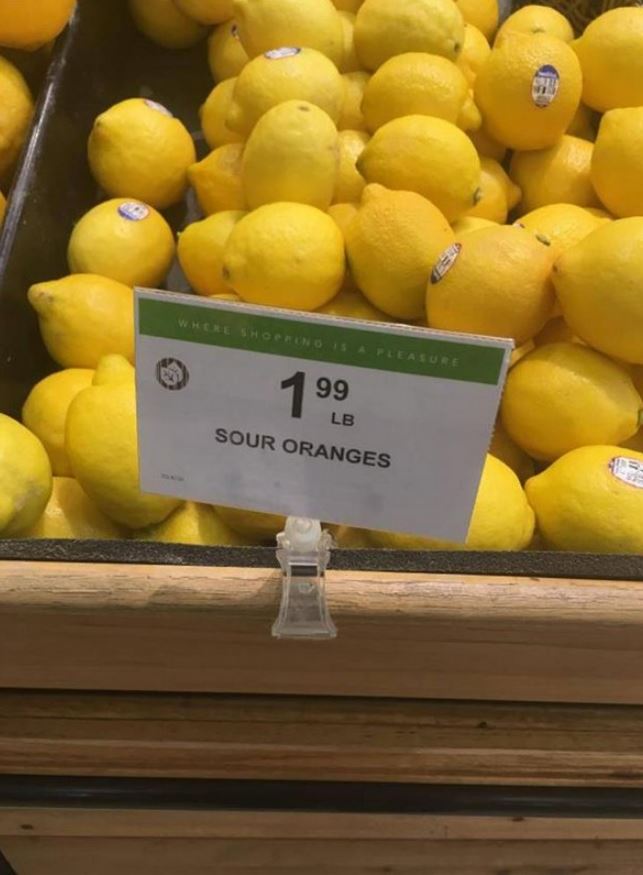 WHERE SHOPPING IS A PLEASURE
1 99
LB
SOUR ORANGES